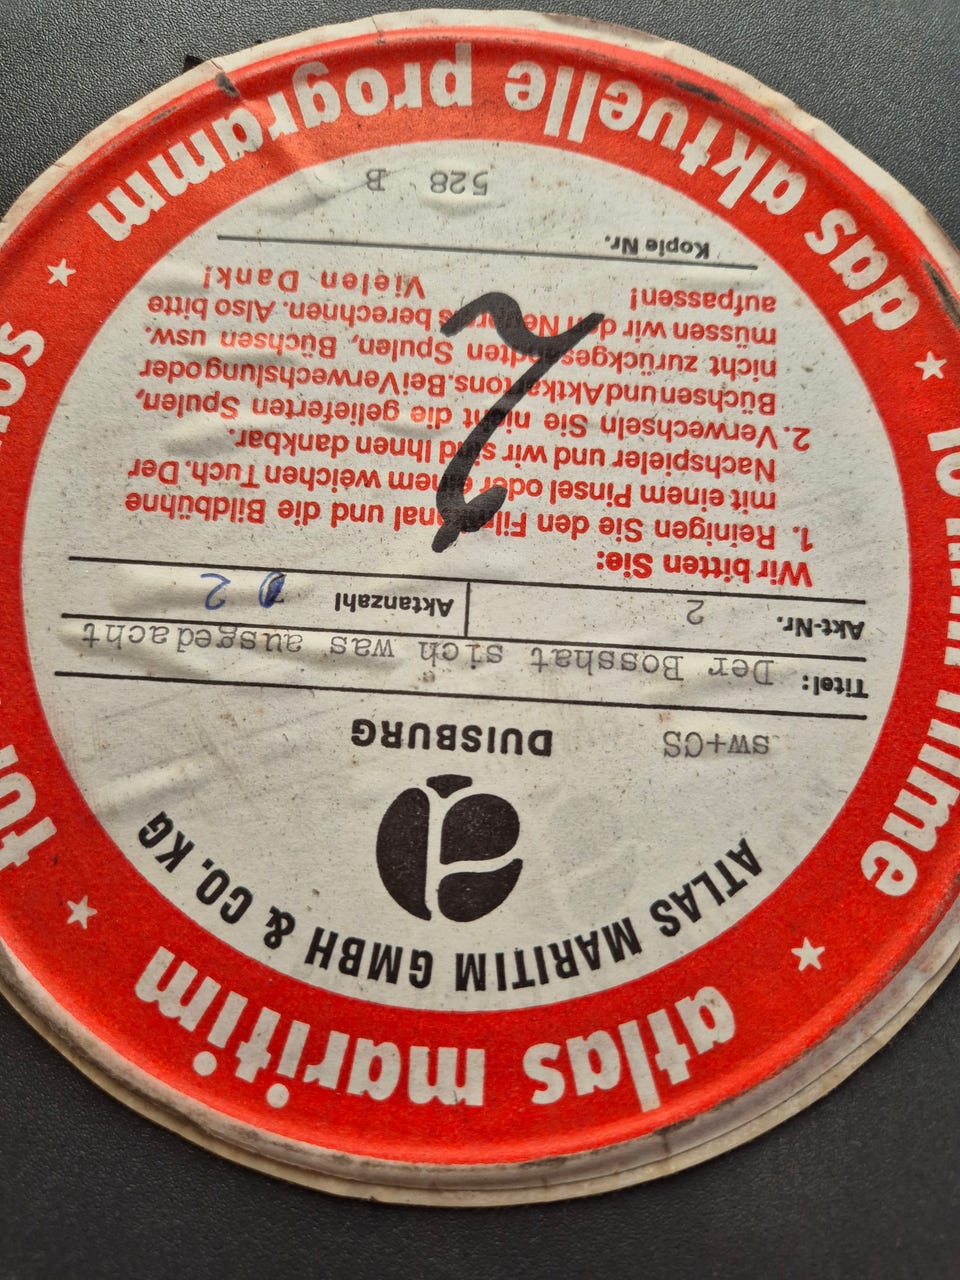 atlas maritim
16 mm filme
das aktuelle programm
ATLAS MARITIM GMBH & CO. KG
DUISBURG
sw+CS
Titel: Der Bosshat sich was ausgedacht
Akt-Nr. 2 Aktanzahl 2
Wir bitten Sie:
1. Reinigen Sie den Filmkanal und die Bildbühne
mit einem Pinsel oder einem weichen Tuch. Der
Nachspieler und wir sind Ihnen dankbar.
2. Verwechseln Sie nicht die gelieferten Spulen,
Büchsen und Aktkartons. Bei Verwechslung oder
nicht zurückgesandten Spulen, Büchsen usw.
müssen wir den Neupreis berechnen. Also bitte
aufpassen! Vielen Dank!
Kopie Nr.
528 B
2